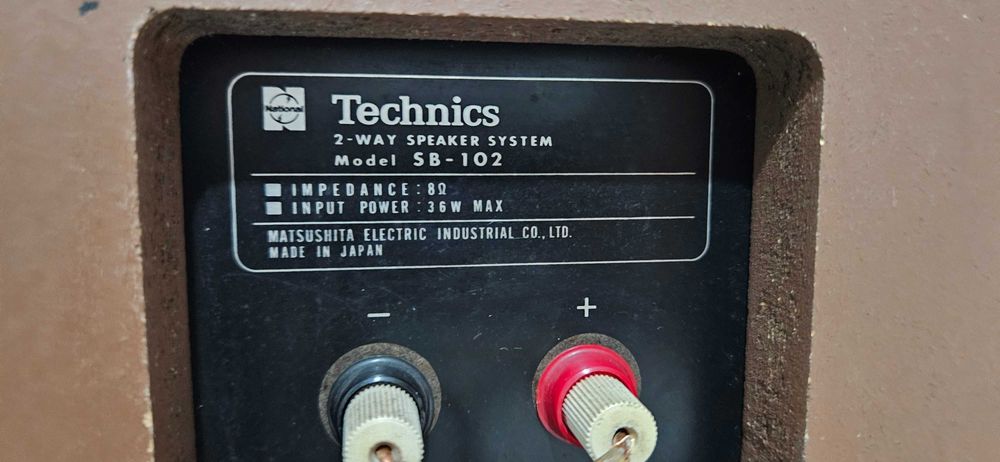 National
Technics
2-WAY SPEAKER SYSTEM
Model SB-102
IMPEDANCE : 8Ω
INPUT POWER : 36W MAX
MATSUSHITA ELECTRIC INDUSTRIAL CO., LTD.
MADE IN JAPAN
− +